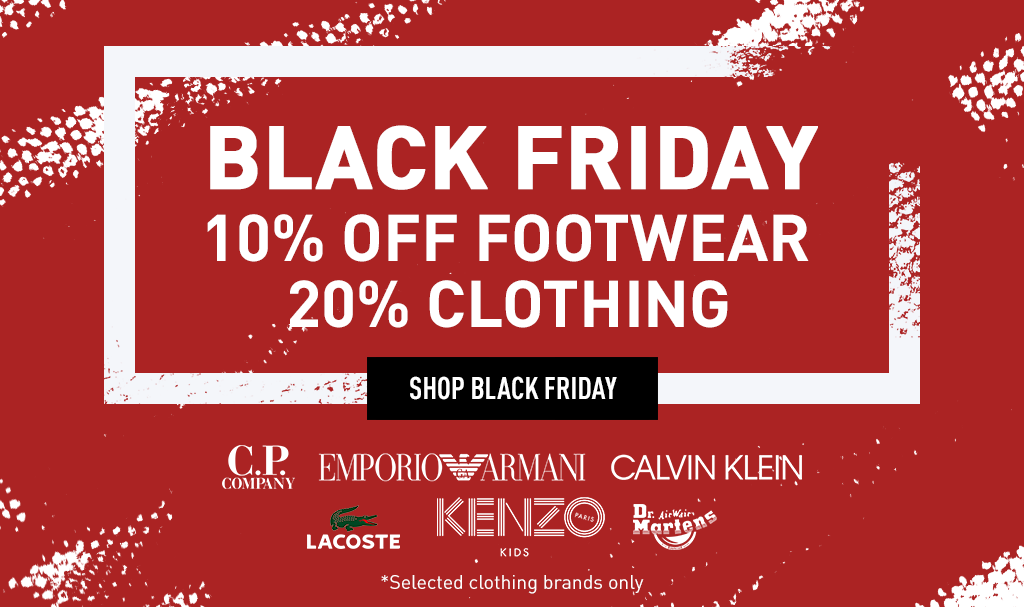 BLACK FRIDAY
10% OFF FOOTWEAR
20% CLOTHING
SHOP BLACK FRIDAY
C.P.
COMPANY
EMPORIO ARMANI
CALVIN KLEIN
LACOSTE
KENZO
PARIS
KIDS
Dr. AirWair
Martens
*Selected clothing brands only